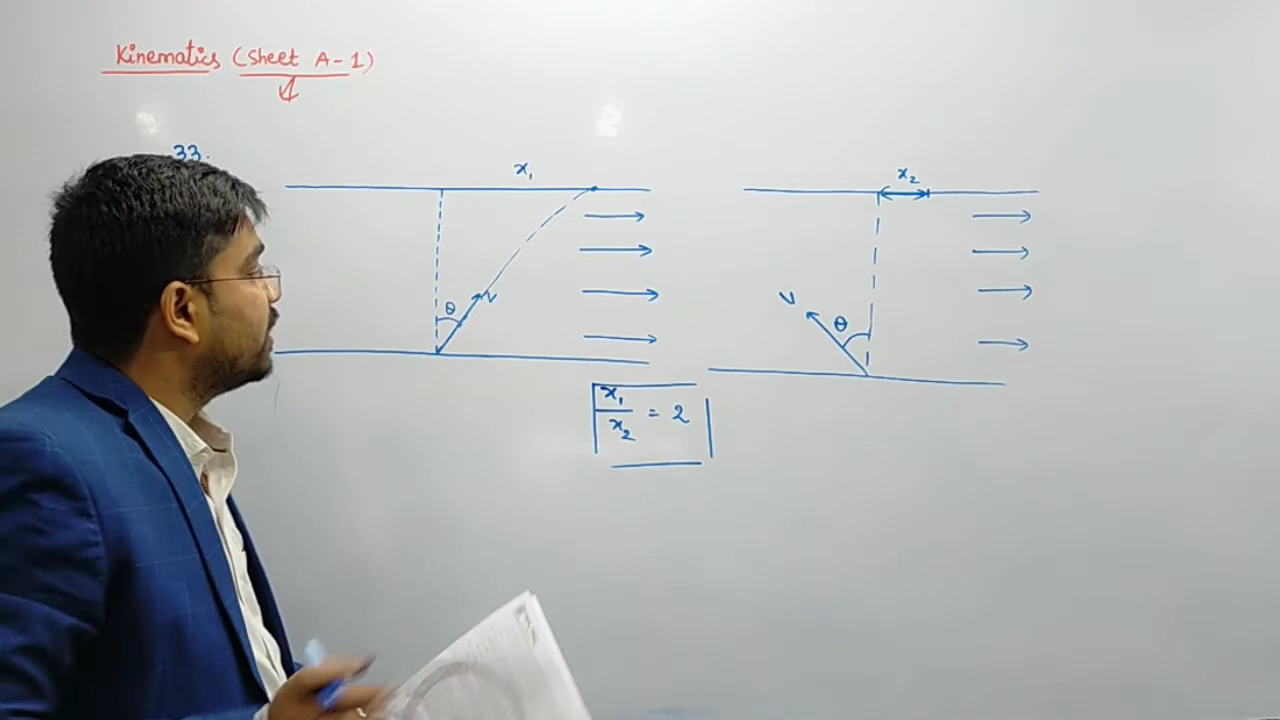 Kinematics (Sheet A-1)
33.
x₁
x₂
θ
v
v
θ
x₁/x₂ = 2